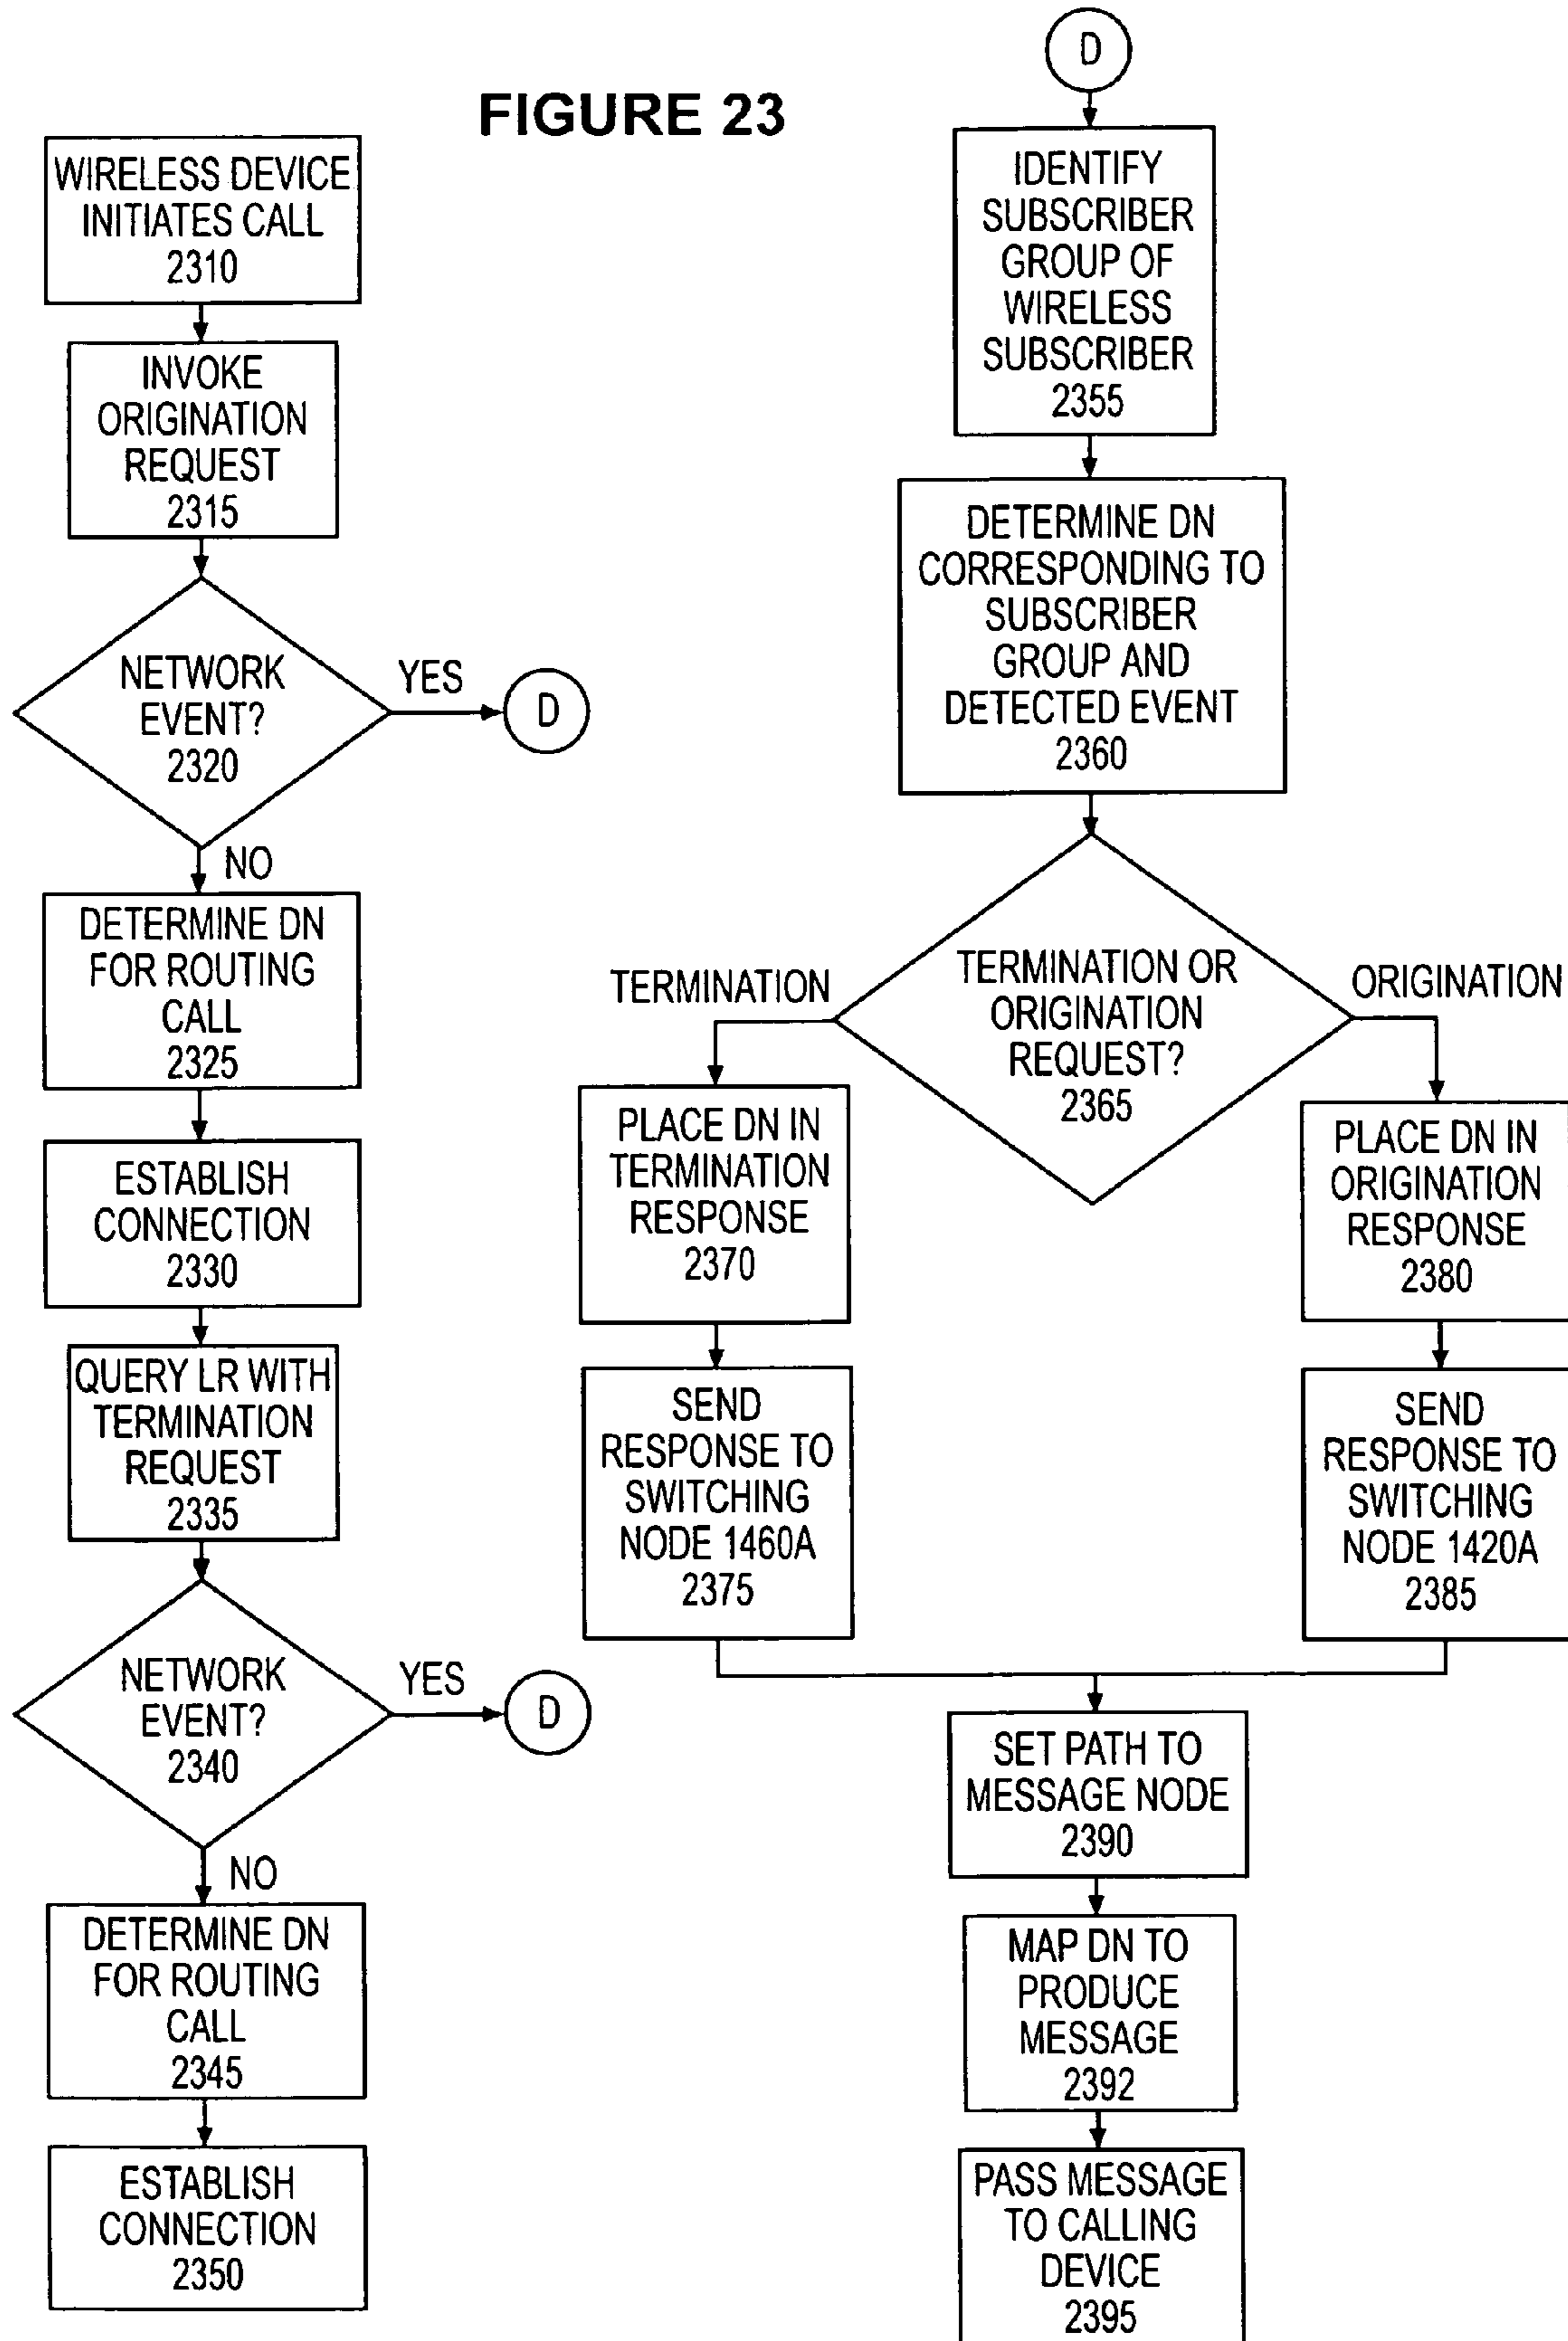 FIGURE 23
WIRELESS DEVICE
INITIATES CALL
2310
INVOKE
ORIGINATION
REQUEST
2315
NETWORK
EVENT?
2320
YES
D
NO
DETERMINE DN
FOR ROUTING
CALL
2325
ESTABLISH
CONNECTION
2330
QUERY LR WITH
TERMINATION
REQUEST
2335
NETWORK
EVENT?
2340
YES
D
NO
DETERMINE DN
FOR ROUTING
CALL
2345
ESTABLISH
CONNECTION
2350
D
IDENTIFY
SUBSCRIBER
GROUP OF
WIRELESS
SUBSCRIBER
2355
DETERMINE DN
CORRESPONDING TO
SUBSCRIBER
GROUP AND
DETECTED EVENT
2360
TERMINATION OR
ORIGINATION
REQUEST?
2365
TERMINATION
PLACE DN IN
TERMINATION
RESPONSE
2370
SEND
RESPONSE TO
SWITCHING
NODE 1460A
2375
ORIGINATION
PLACE DN IN
ORIGINATION
RESPONSE
2380
SEND
RESPONSE TO
SWITCHING
NODE 1420A
2385
SET PATH TO
MESSAGE NODE
2390
MAP DN TO
PRODUCE
MESSAGE
2392
PASS MESSAGE
TO CALLING
DEVICE
2395